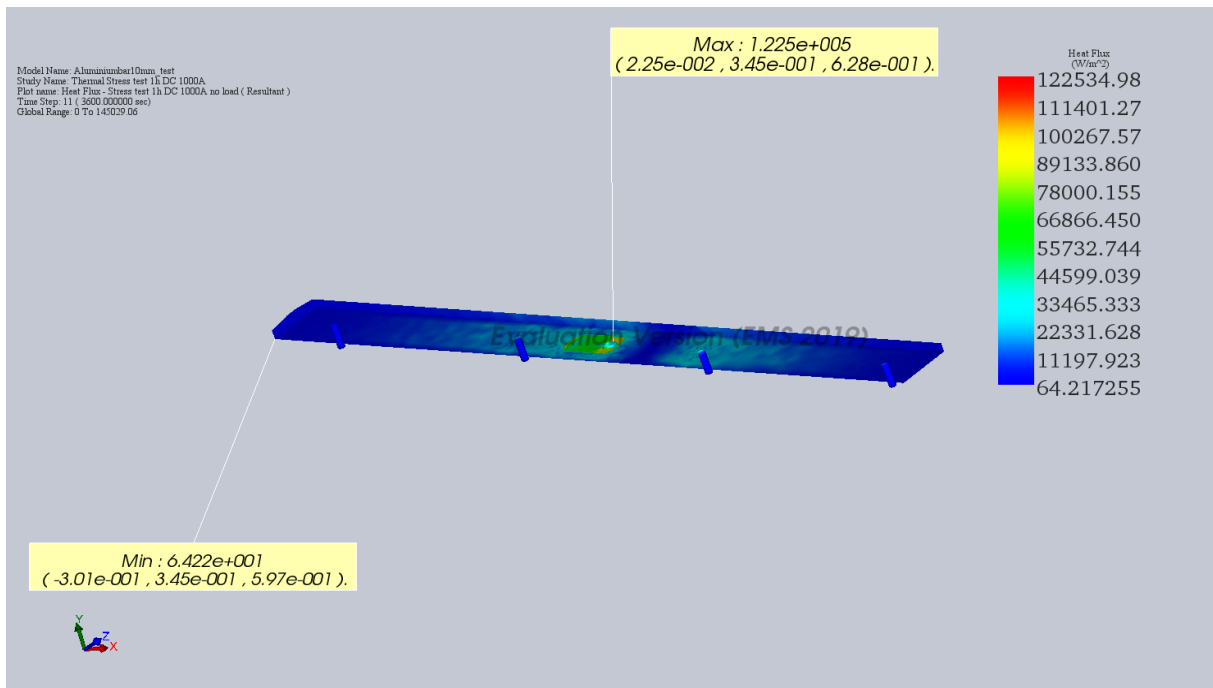 Model Name: Aluminiumbar10mm_test
Study Name: Thermal Stress test 1h DC 1000A
Plot name: Heat Flux - Stress test 1h DC 1000A no load ( Resultant )
Time Step: 11 ( 3600.000000 sec)
Global Range: 0 To 145029.06
Max : 1.225e+005
( 2.25e-002 , 3.45e-001 , 6.28e-001 ).
Heat Flux
(W/m^2)
122534.98
111401.27
100267.57
89133.860
78000.155
66866.450
55732.744
44599.039
33465.333
22331.628
11197.923
64.217255
Evaluation Version (EMS 2019)
Min : 6.422e+001
( -3.01e-001 , 3.45e-001 , 5.97e-001 ).
Y
Z
X